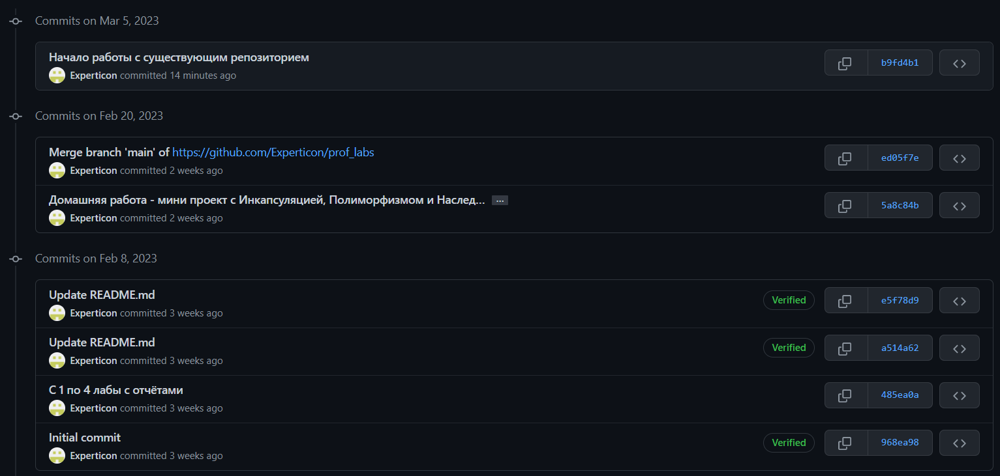 Commits on Mar 5, 2023
Начало работы с существующим репозиторием
Experticon committed 14 minutes ago
b9fd4b1
Commits on Feb 20, 2023
Merge branch 'main' of https://github.com/Experticon/prof_labs
Experticon committed 2 weeks ago
ed05f7e
Домашняя работа - мини проект с Инкапсуляцией, Полиморфизмом и Наслед... ...
Experticon committed 2 weeks ago
5a8c84b
Commits on Feb 8, 2023
Update README.md
Experticon committed 3 weeks ago
Verified
e5f78d9
Update README.md
Experticon committed 3 weeks ago
Verified
a514a62
С 1 по 4 лабы с отчётами
Experticon committed 3 weeks ago
485ea0a
Initial commit
Experticon committed 3 weeks ago
Verified
968ea98